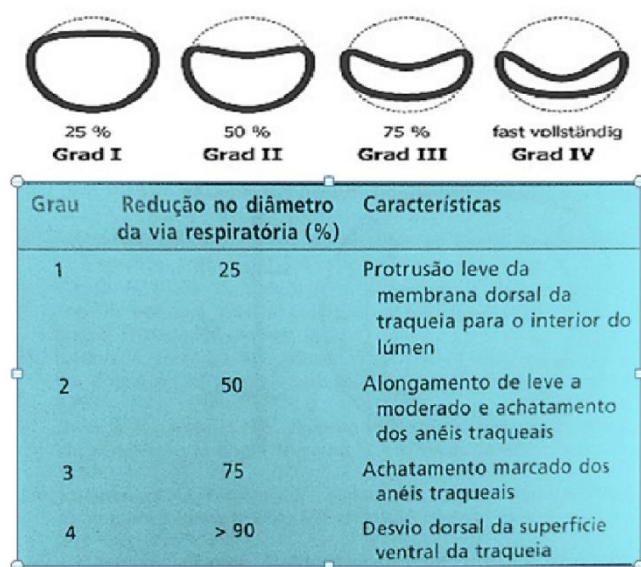 25 % 50 % 75 % fast vollständig
Grad I Grad II Grad III Grad IV
Grau Redução no diâmetro da via respiratória (%) Características
1 25 Protrusão leve da
membrana dorsal da
traqueia para o interior do
lúmen
2 50 Alongamento de leve a
moderado e achatamento
dos anéis traqueais
3 75 Achatamento marcado dos
anéis traqueais
4 > 90 Desvio dorsal da superfície
ventral da traqueia